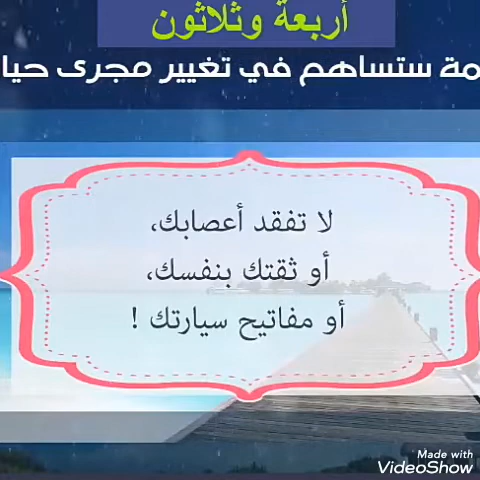 أربعة وثلاثون
ستساهم في تغيير مجرى
لا تفقد أعصابك،
أو ثقتك بنفسك،
أو مفاتيح سيارتك !
Made with
VideoShow